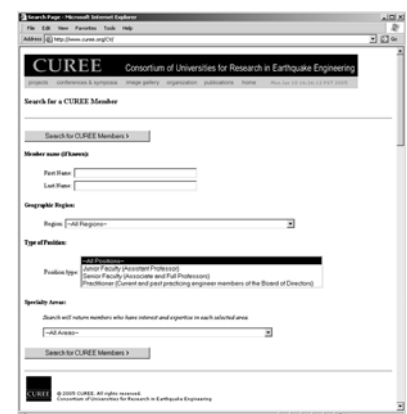 Search Page - Microsoft Internet Explorer
File Edit View Favorites Tools Help
Address http://www.curee.org/CV/ Go
CUREE Consortium of Universities for Research in Earthquake Engineering
projects conferences & symposia image gallery organization publications home
Search for a CUREE Member
Search for CUREE Members >
Member name (if known):
First Name:
Last Name:
Geographic Region:
Region: ~All Regions~
Type of Position:
~All Positions~
Junior Faculty (Assistant Professor)
Position type: Senior Faculty (Associate and Full Professors)
Practitioner (Current and past practicing engineer members of the Board of Directors)
Specialty Areas:
Search will return members who have interest and expertise in each selected area.
~All Areas~
Search for CUREE Members >
CUREE © 2005 CUREE. All rights reserved.
Consortium of Universities for Research in Earthquake Engineering